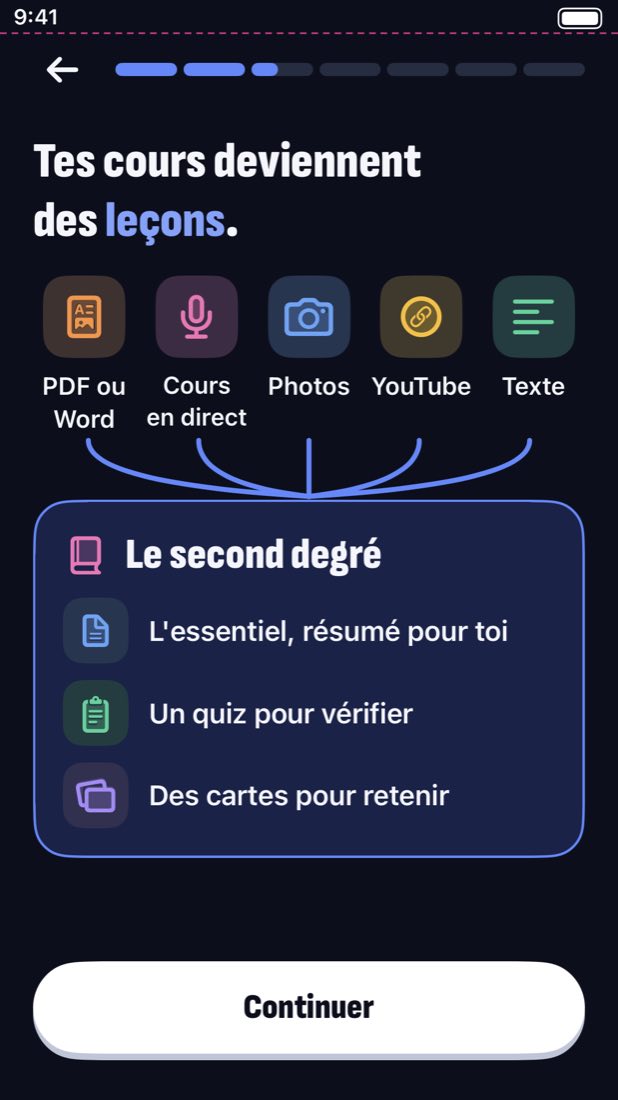 9:41
Tes cours deviennent
des leçons.
PDF ou
Word
Cours
en direct
Photos
YouTube
Texte
Le second degré
L'essentiel, résumé pour toi
Un quiz pour vérifier
Des cartes pour retenir
Continuer